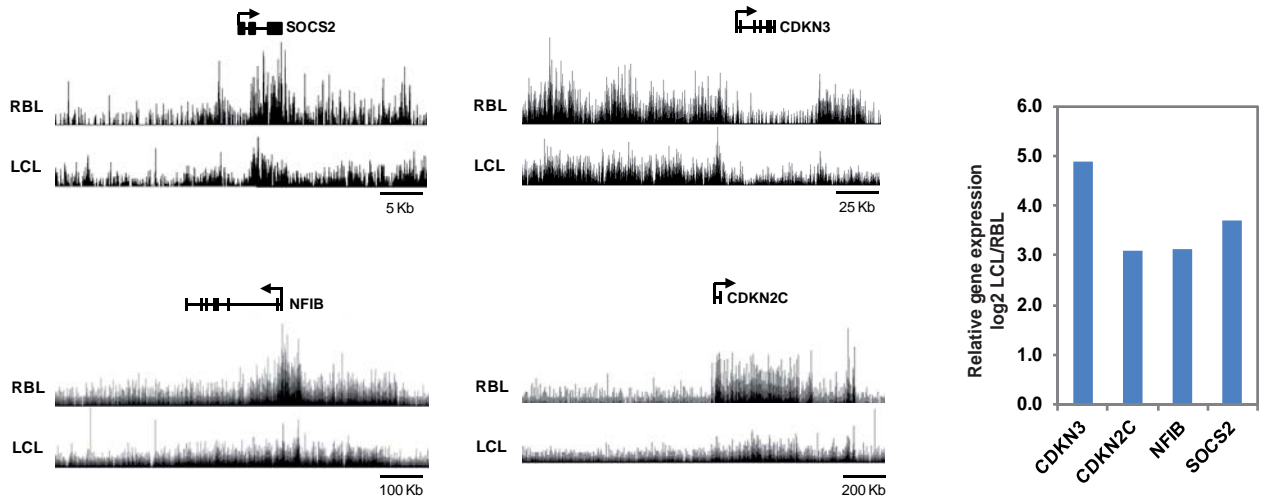 SOCS2
RBL
LCL
5 Kb
CDKN3
RBL
LCL
25 Kb
NFIB
RBL
LCL
100 Kb
CDKN2C
RBL
LCL
200 Kb
Relative gene expression
log2 LCL/RBL
6.0
5.0
4.0
3.0
2.0
1.0
0.0
CDKN3
CDKN2C
NFIB
SOCS2